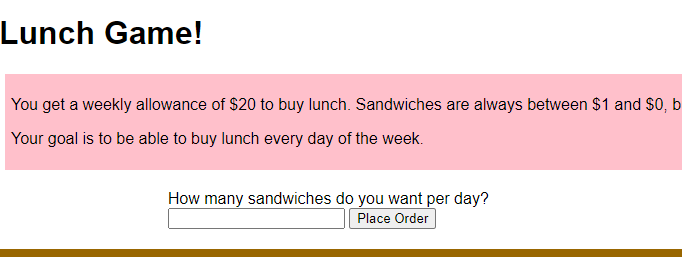 Lunch Game!
You get a weekly allowance of $20 to buy lunch. Sandwiches are always between $1 and $0, b
Your goal is to be able to buy lunch every day of the week.
How many sandwiches do you want per day?
Place Order